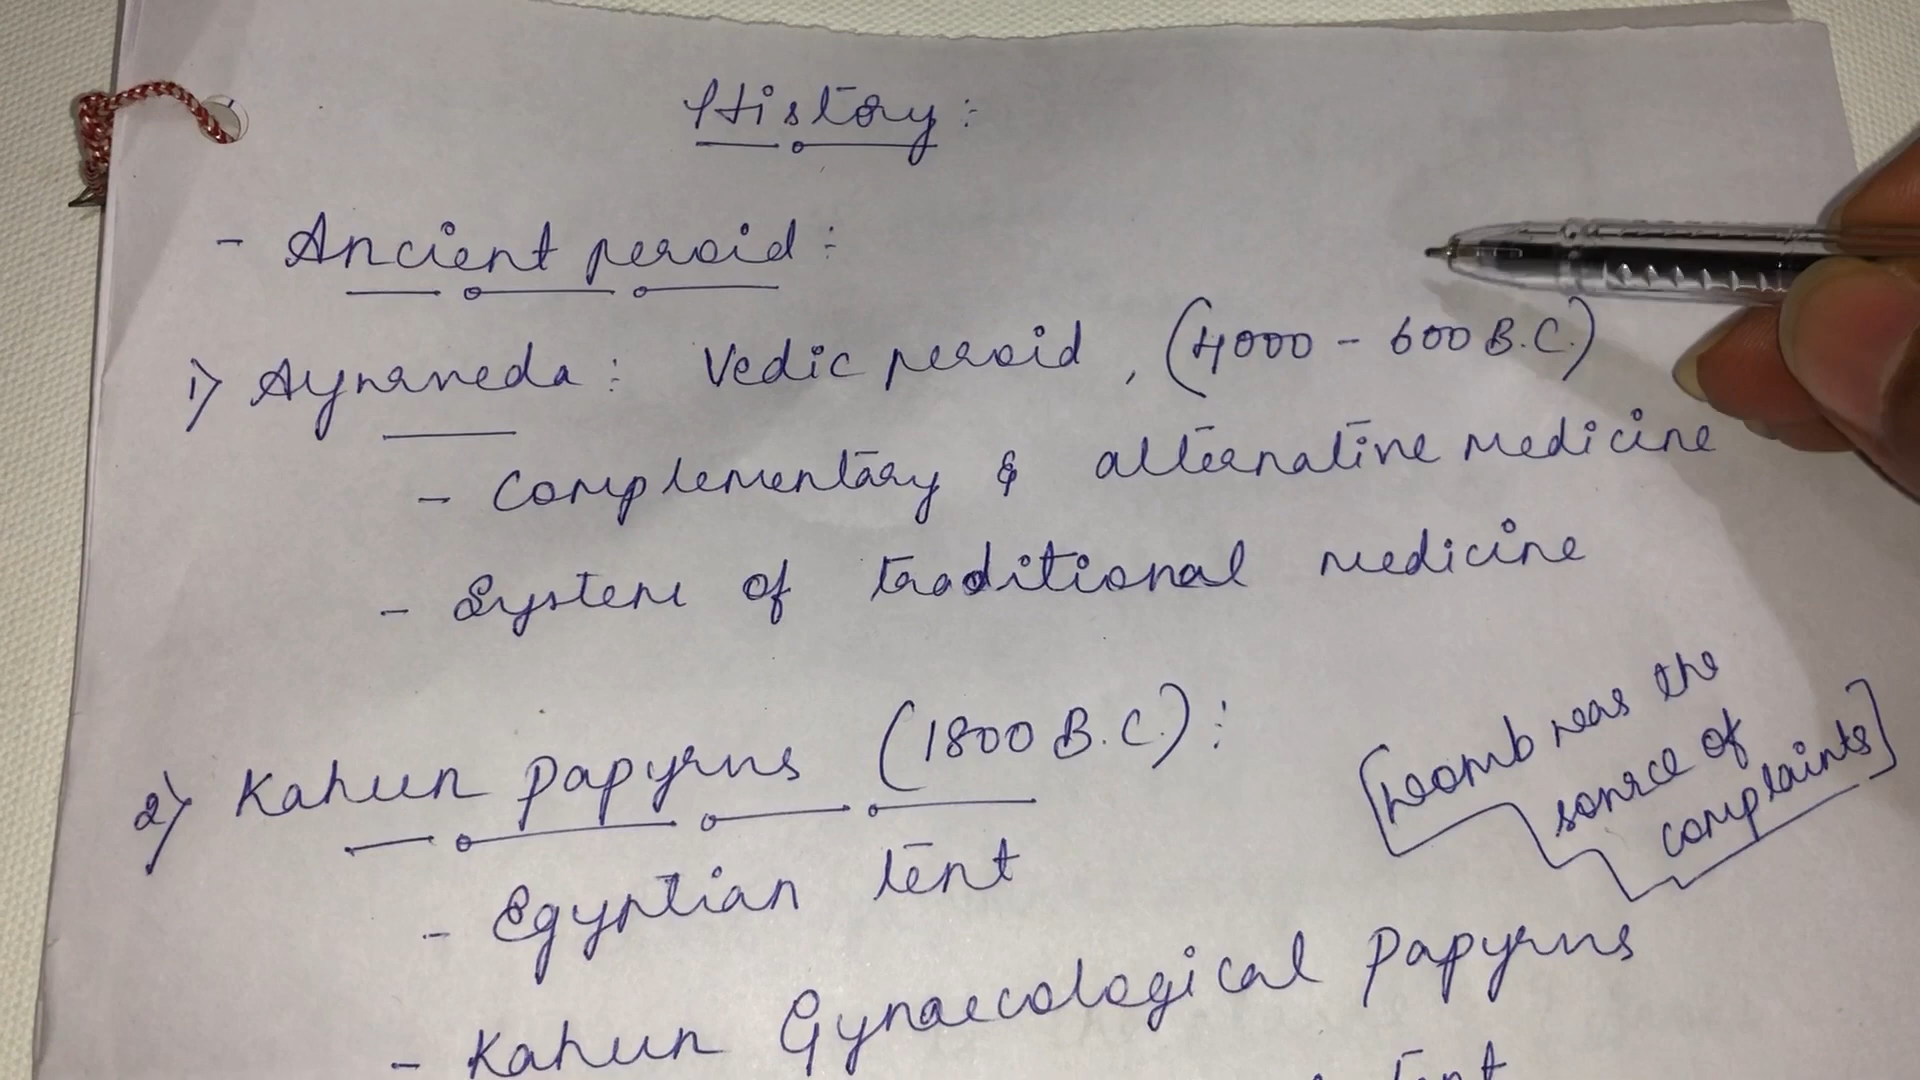 History:
- Ancient peroid:
1) Ayurveda: Vedic peroid, (4000 - 600 B.C.)
- Complementary & alternative medicine
- System of traditional medicine
2) Kahun papyrus (1800 B.C.):
[womb was the
source of
complaints]
- Egyptian text
- Kahun Gynaecological Papyrus
text